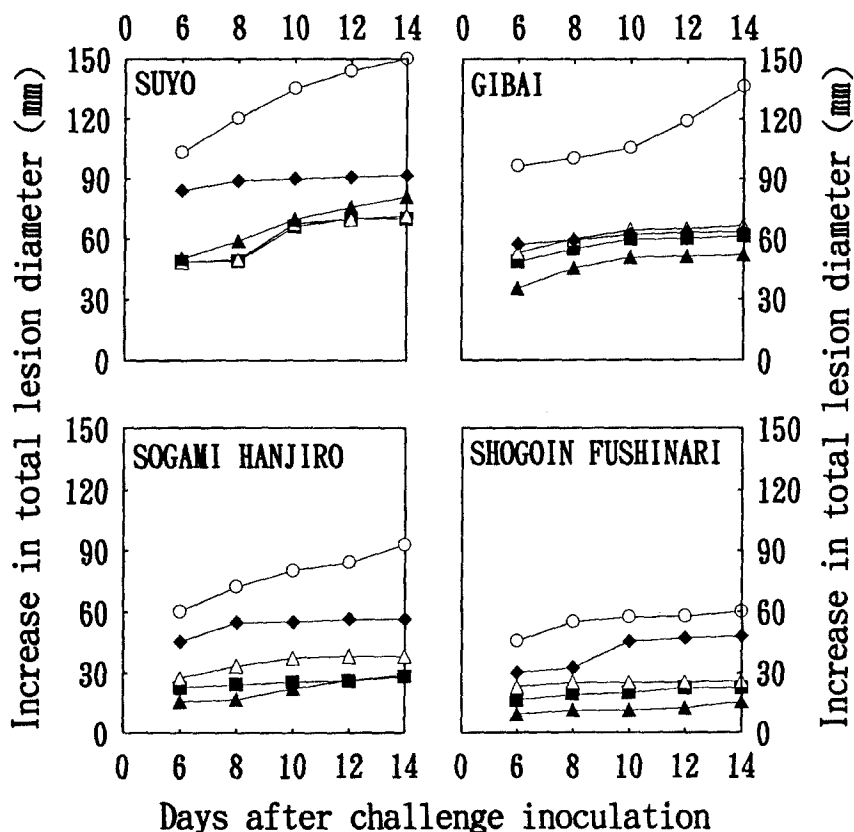 0 6 8 10 12 14 0 6 8 10 12 14
Increase in total lesion diameter (mm)
150 120 90 60 30 0
SUYO
GIBAI
150 120 90 60 30 0
Increase in total lesion diameter (mm)
150 120 90 60 30 0
SOGAMI HANJIRO
SHOGOIN FUSHINARI
150 120 90 60 30 0
0 6 8 10 12 14 0 6 8 10 12 14
Days after challenge inoculation